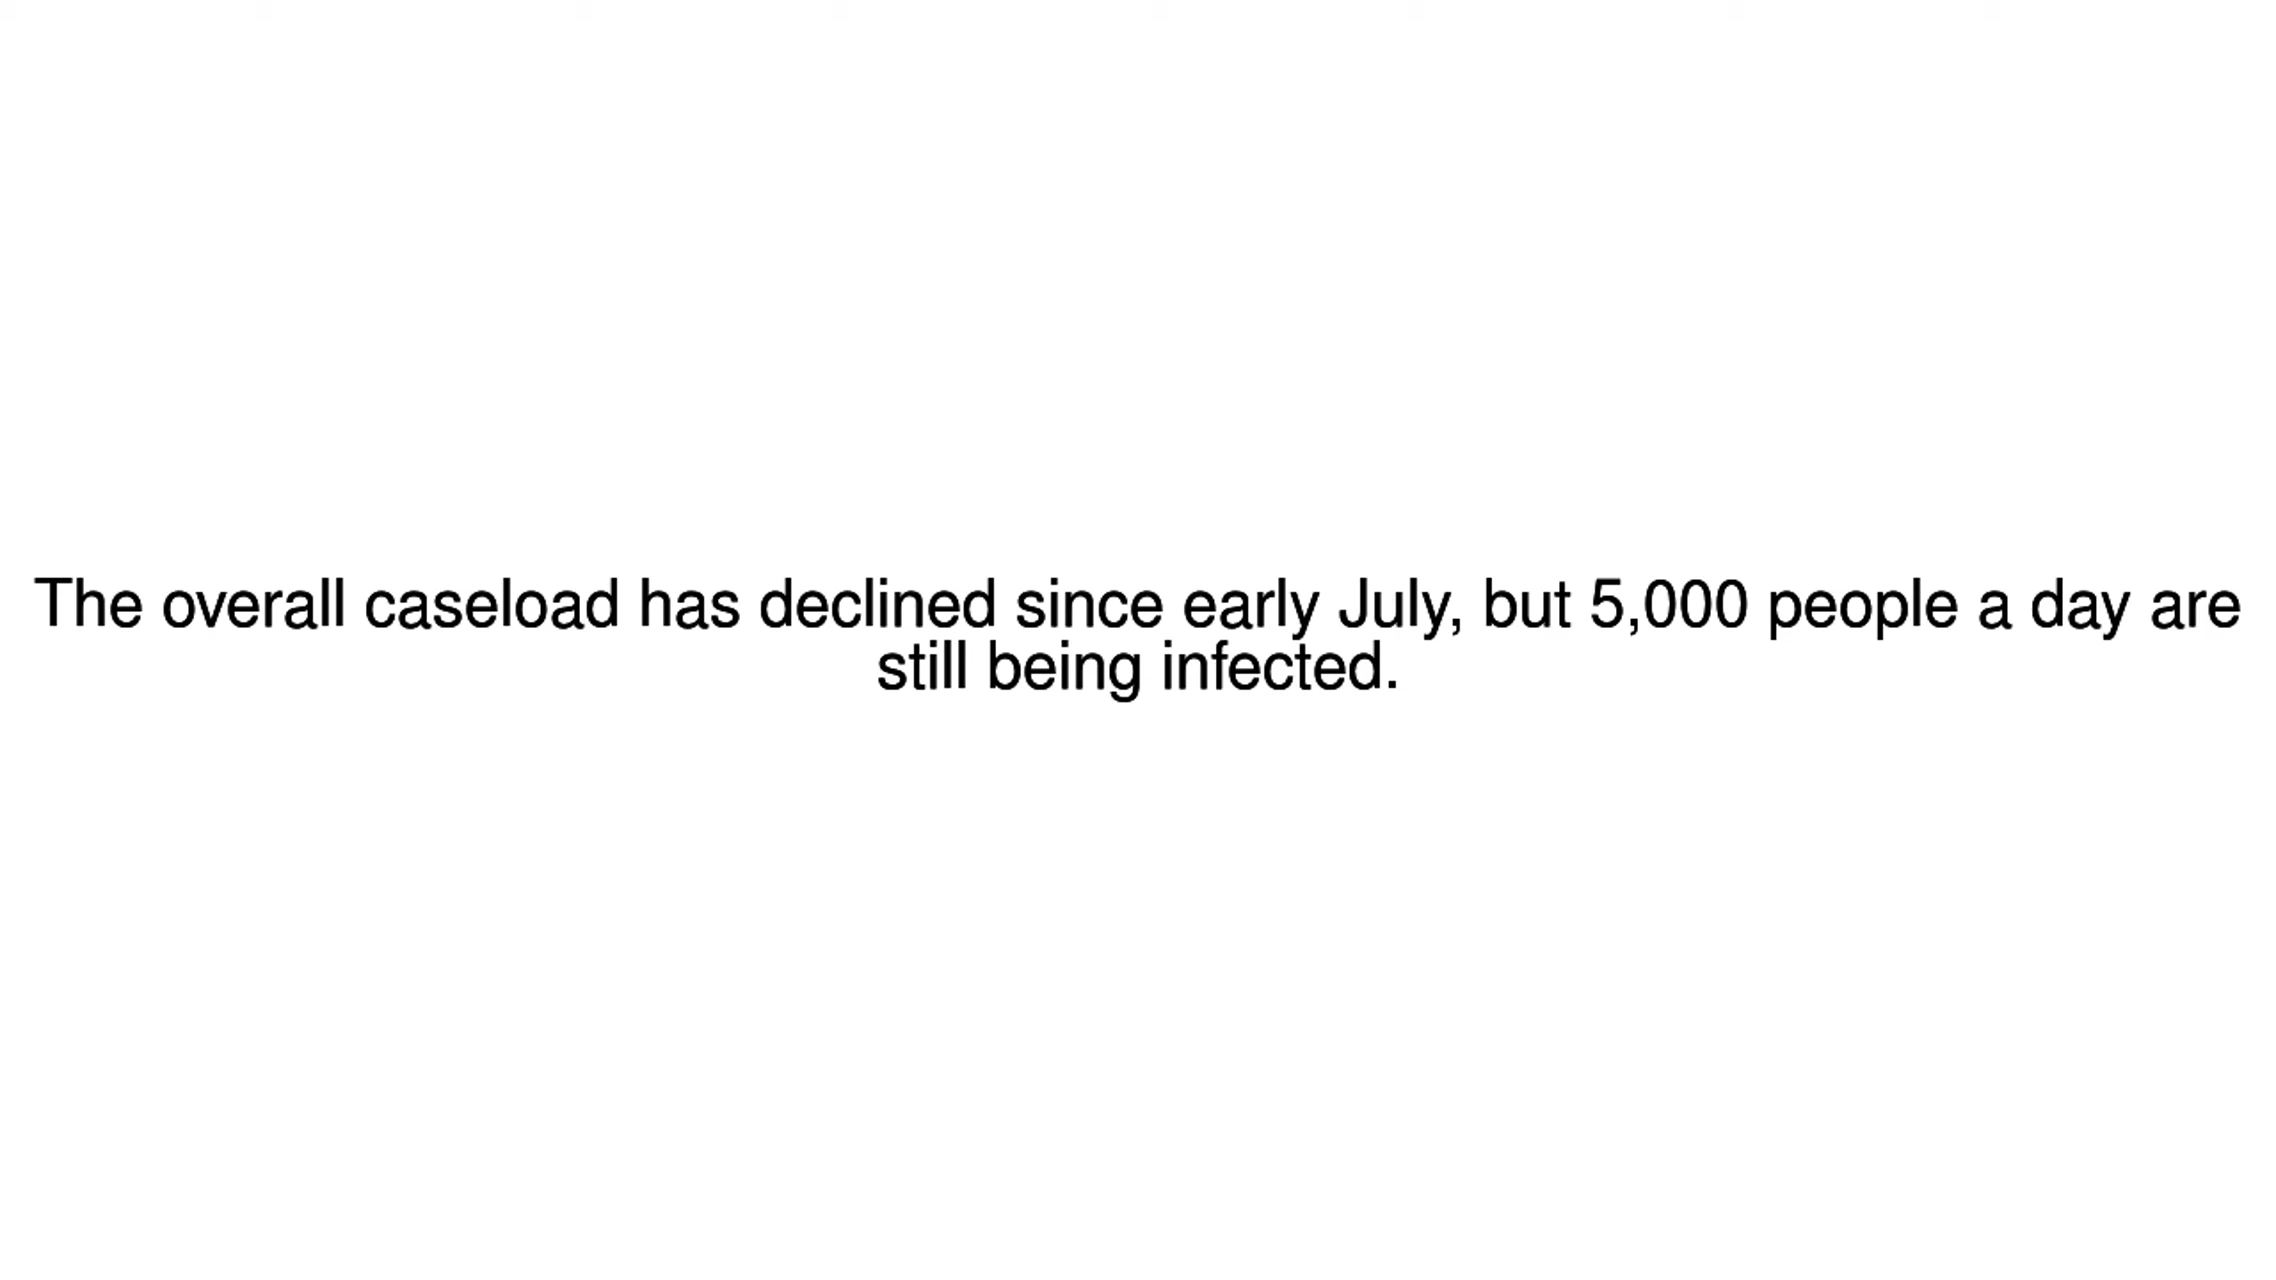 The overall caseload has declined since early July, but 5,000 people a day are
still being infected.